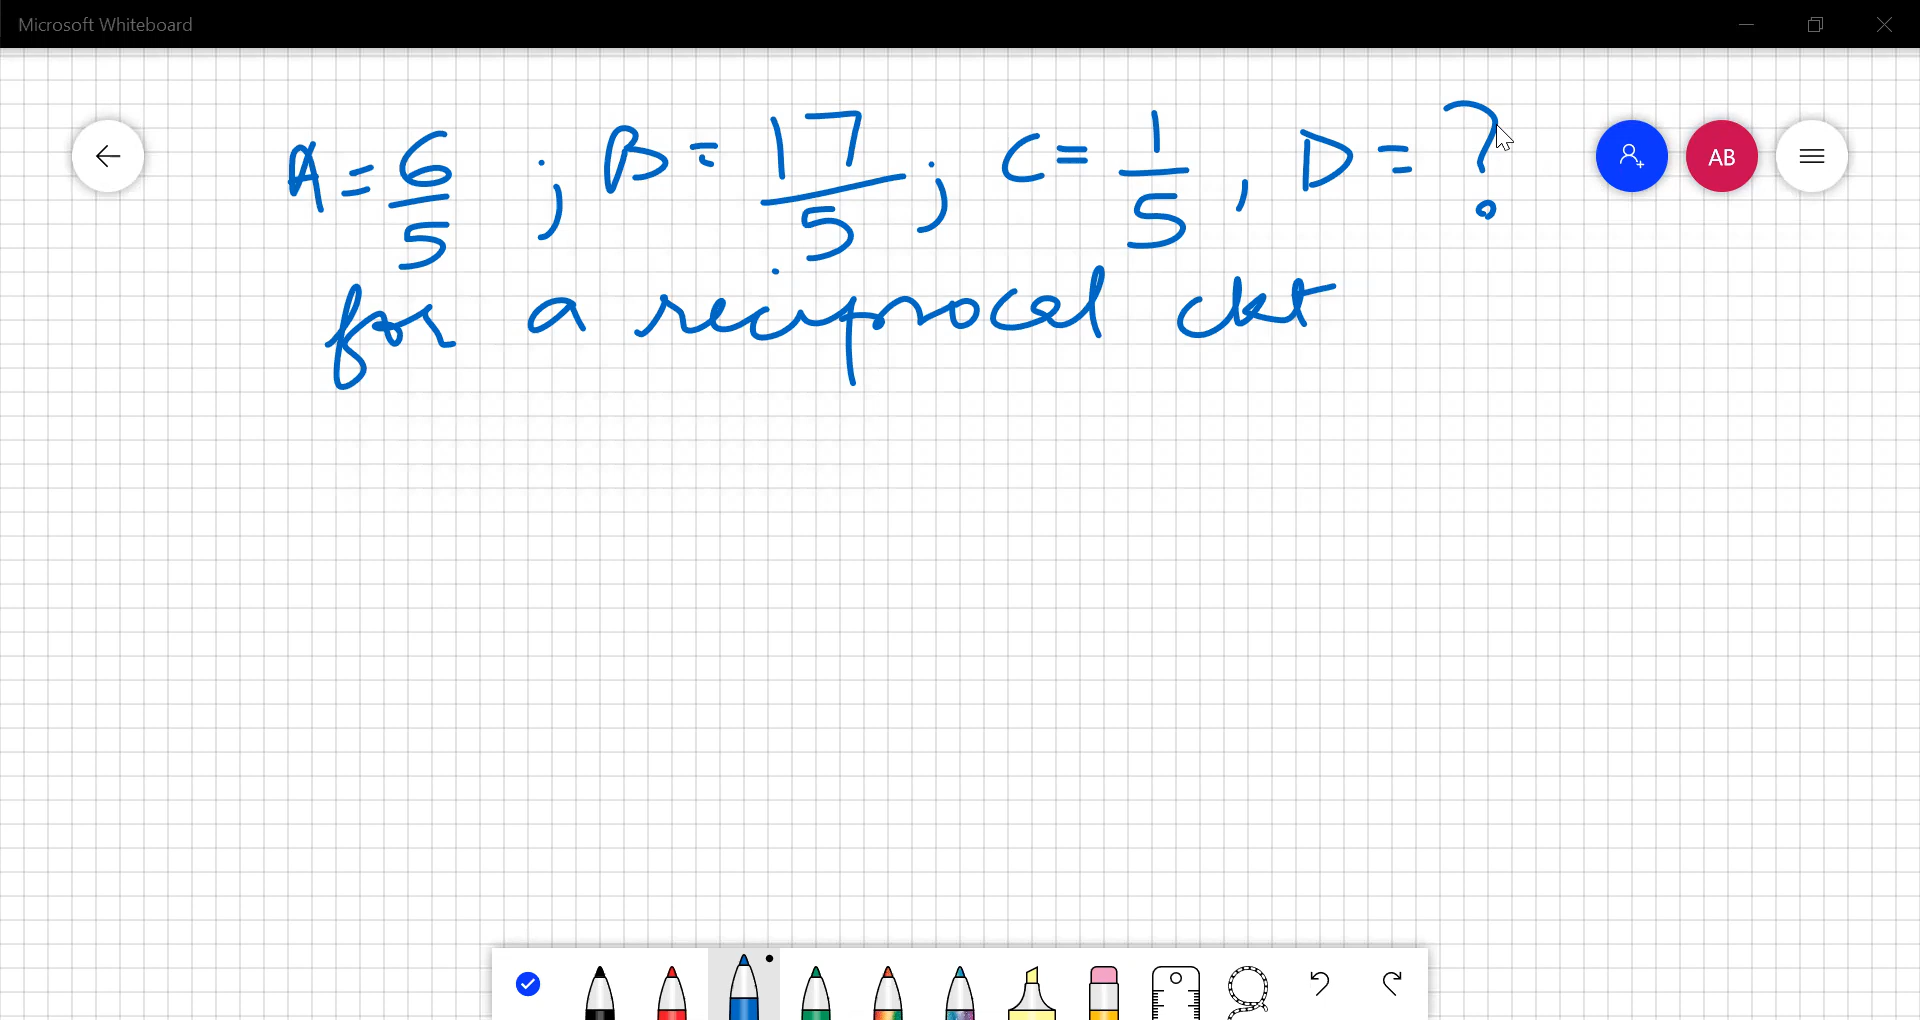 Microsoft Whiteboard
A = 6/5 ; B = 17/5 ; C = 1/5 , D = ?
AB
for a reciprocal ckt